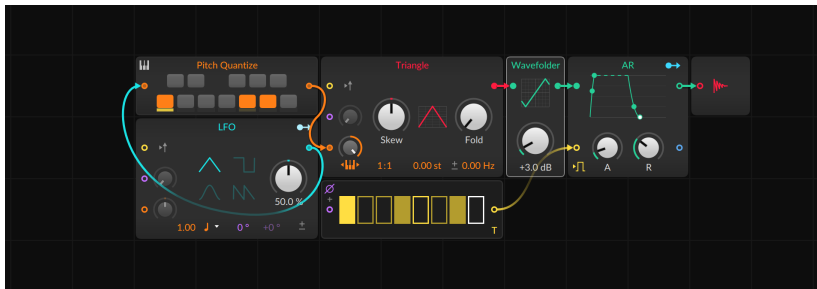 Pitch Quantize
Triangle
Wavefolder
AR
Skew
Fold
1:1
0.00 st
± 0.00 Hz
+3.0 dB
A
R
LFO
50.0 %
1.00
0°
+0°
±
T